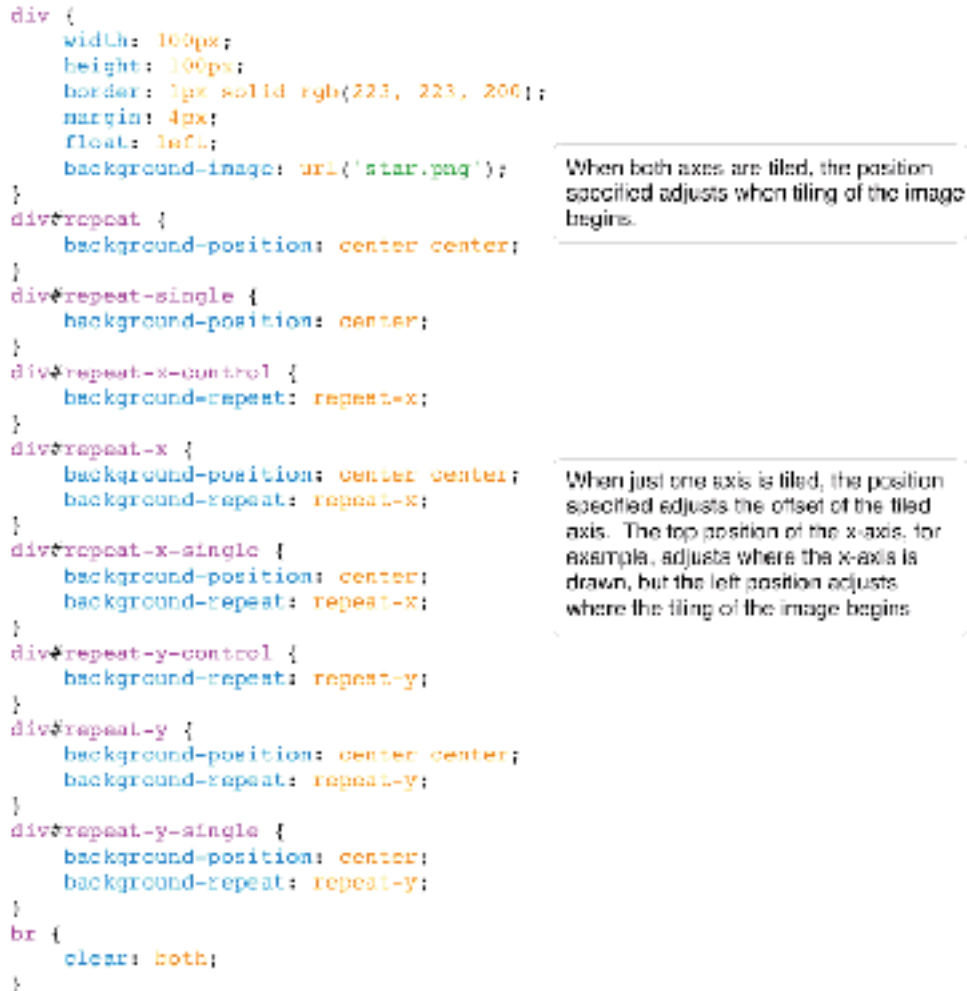 div {
    width: 100px;
    height: 100px;
    border: 1px solid rgb(223, 223, 200);
    margin: 4px;
    float: left;
    background-image: url('star.png');
}
div#repeat {
    background-position: center center;
}
div#repeat-single {
    background-position: center;
}
div#repeat-x-control {
    background-repeat: repeat-x;
}
div#repeat-x {
    background-position: center center;
    background-repeat: repeat-x;
}
div#repeat-x-single {
    background-position: center;
    background-repeat: repeat-x;
}
div#repeat-y-control {
    background-repeat: repeat-y;
}
div#repeat-y {
    background-position: center center;
    background-repeat: repeat-y;
}
div#repeat-y-single {
    background-position: center;
    background-repeat: repeat-y;
}
br {
    clear: both;
}
When both axes are tiled, the position
specified adjusts when tiling of the image
begins.
When just one axis is tiled, the position
specified adjusts the offset of the tiled
axis. The top position of the x-axis, for
example, adjusts where the x-axis is
drawn, but the left position adjusts
where the tiling of the image begins